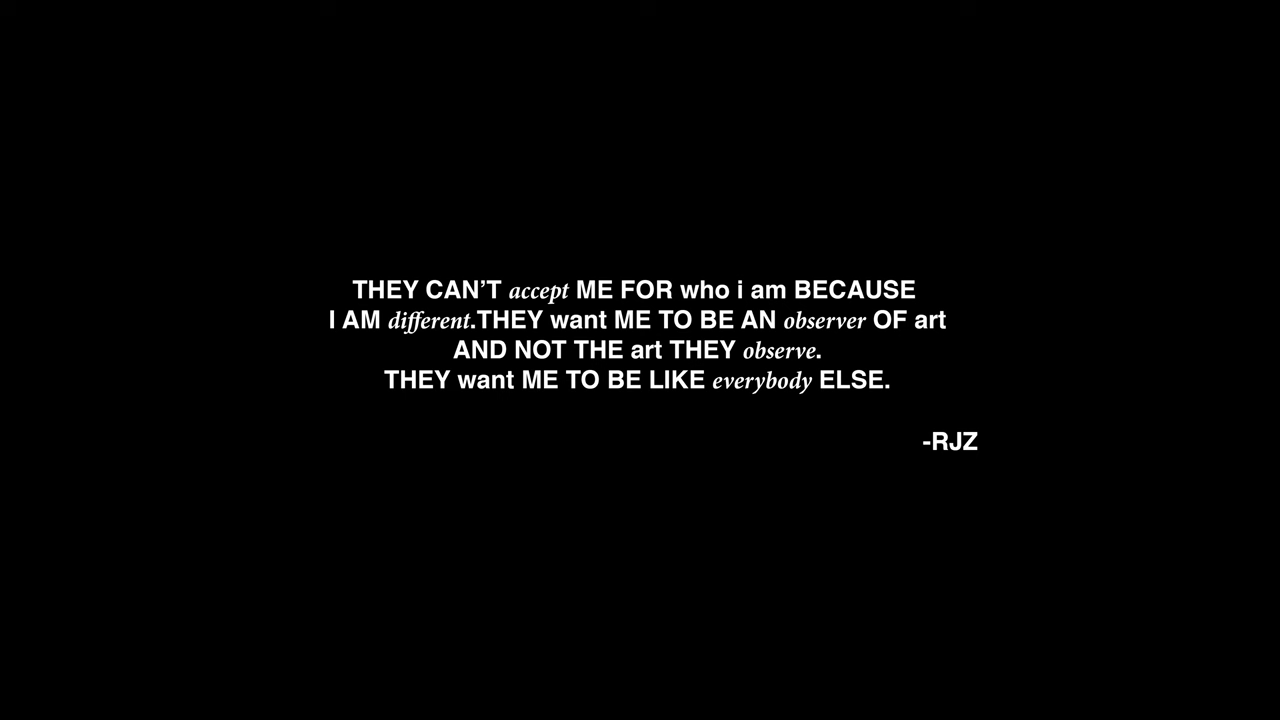 THEY CAN’T accept ME FOR who i am BECAUSE
I AM different.THEY want ME TO BE AN observer OF art
AND NOT THE art THEY observe.
THEY want ME TO BE LIKE everybody ELSE.
-RJZ